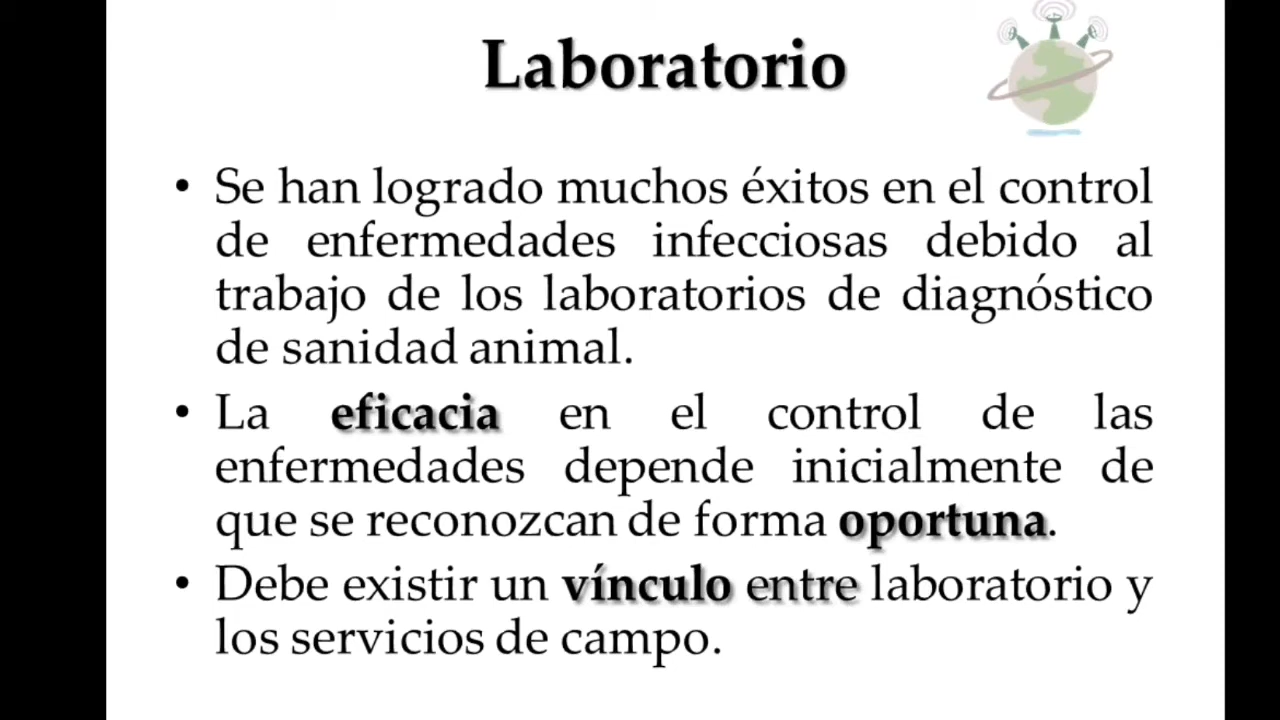 Laboratorio
• Se han logrado muchos éxitos en el control
de enfermedades infecciosas debido al
trabajo de los laboratorios de diagnóstico
de sanidad animal.
• La eficacia en el control de las
enfermedades depende inicialmente de
que se reconozcan de forma oportuna.
• Debe existir un vínculo entre laboratorio y
los servicios de campo.